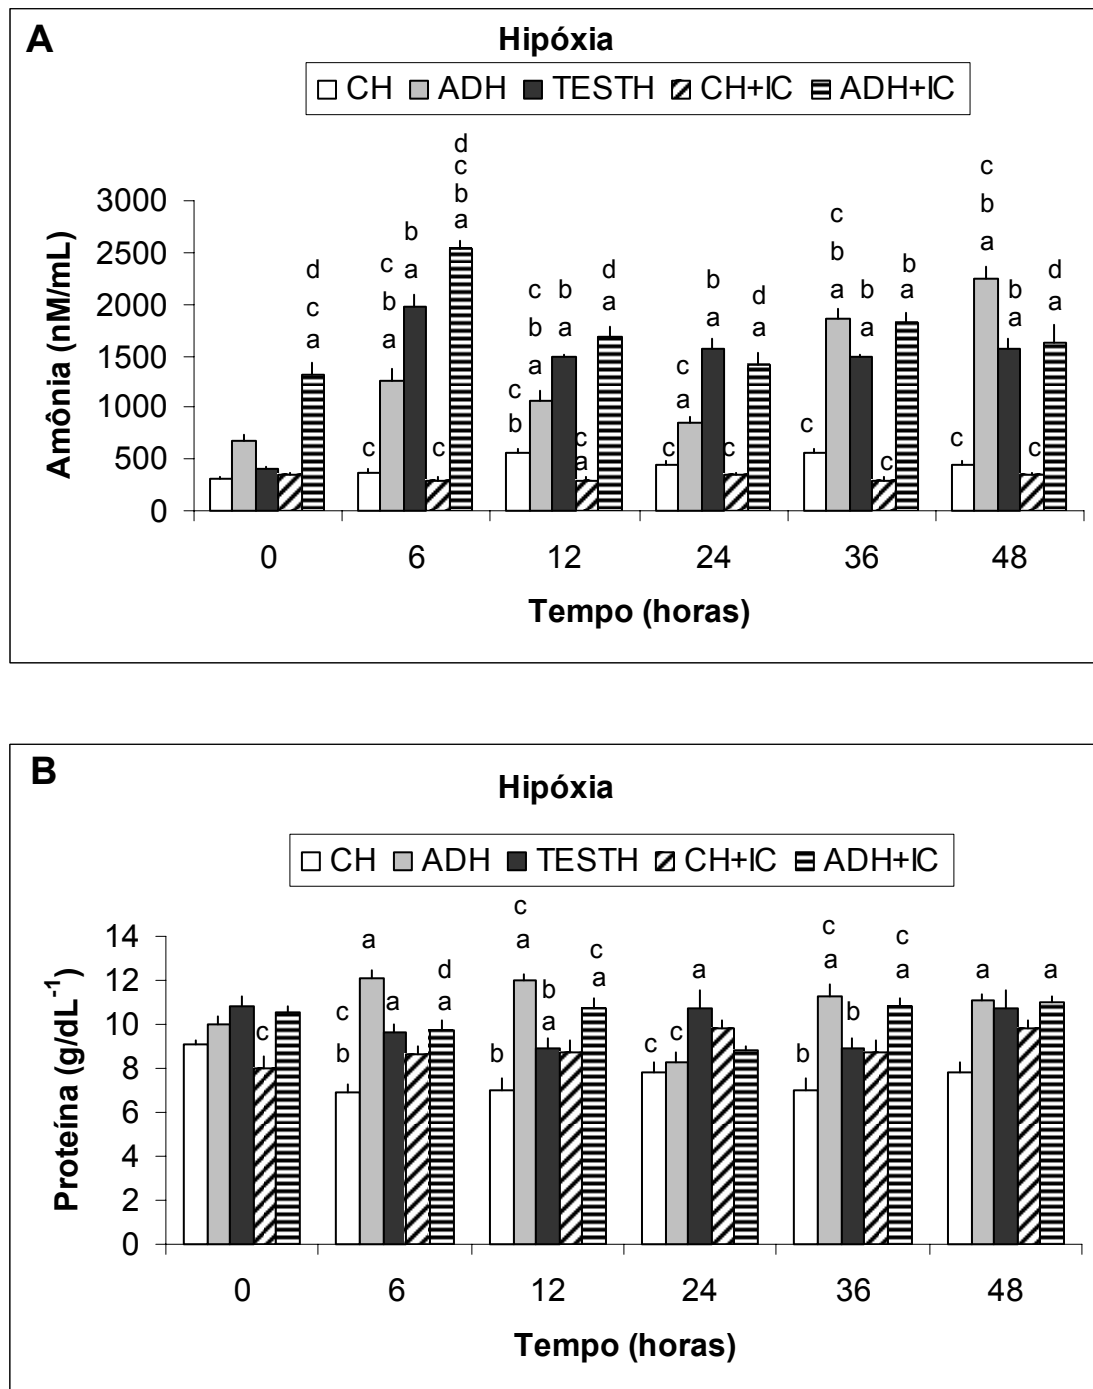 A
Hipóxia
CH ADH TESTH CH+IC ADH+IC
Amônia (nM/mL)
3000
2500
2000
1500
1000
500
0
d
c
a
c
c
b
a
b
a
c
d
c
b
a
c
b
c
b
a
b
a
c
a
d
a
c
c
a
b
a
c
d
a
c
c
b
a
b
a
c
b
a
c
c
b
a
b
a
c
d
a
0 6 12 24 36 48
Tempo (horas)
B
Hipóxia
CH ADH TESTH CH+IC ADH+IC
Proteína (g/dL-1)
14
12
10
8
6
4
2
0
c
c
b
a
a
d
a
b
c
a
b
a
c
a
c
c
a
b
c
a
b
c
a
a
a
0 6 12 24 36 48
Tempo (horas)